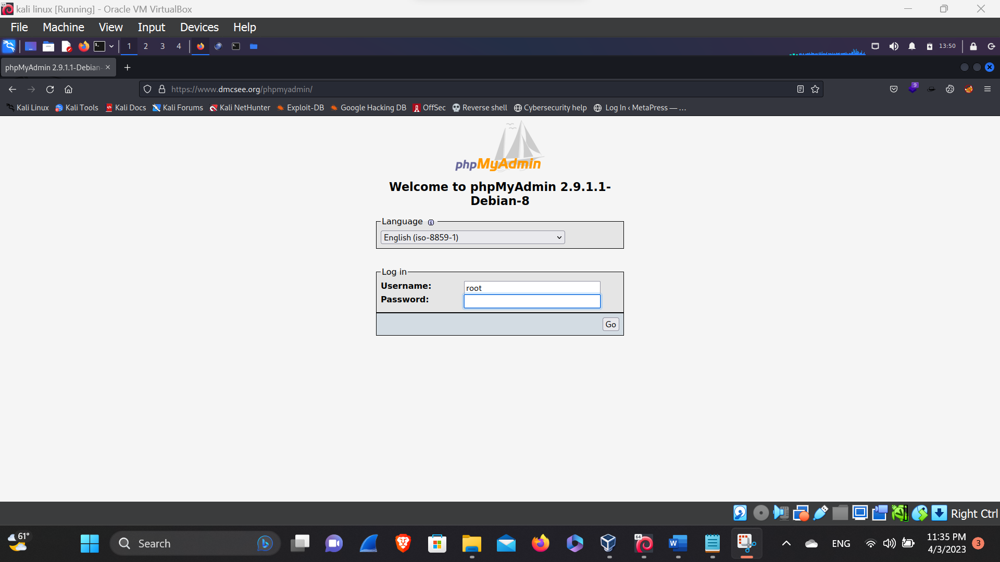 kali linux [Running] - Oracle VM VirtualBox
File Machine View Input Devices Help
1 2 3 4 13:50
phpMyAdmin 2.9.1.1-Debian-
https://www.dmcsee.org/phpmyadmin/
9
Kali Linux Kali Tools Kali Docs Kali Forums Kali NetHunter Exploit-DB Google Hacking DB OffSec Reverse shell Cybersecurity help Log In ‹ MetaPress — …
phpMyAdmin
Welcome to phpMyAdmin 2.9.1.1-
Debian-8
Language
English (iso-8859-1)
Log in
Username: root
Password:
Go
Right Ctrl
61°
Search
64
ENG
11:35 PM
4/3/2023
3